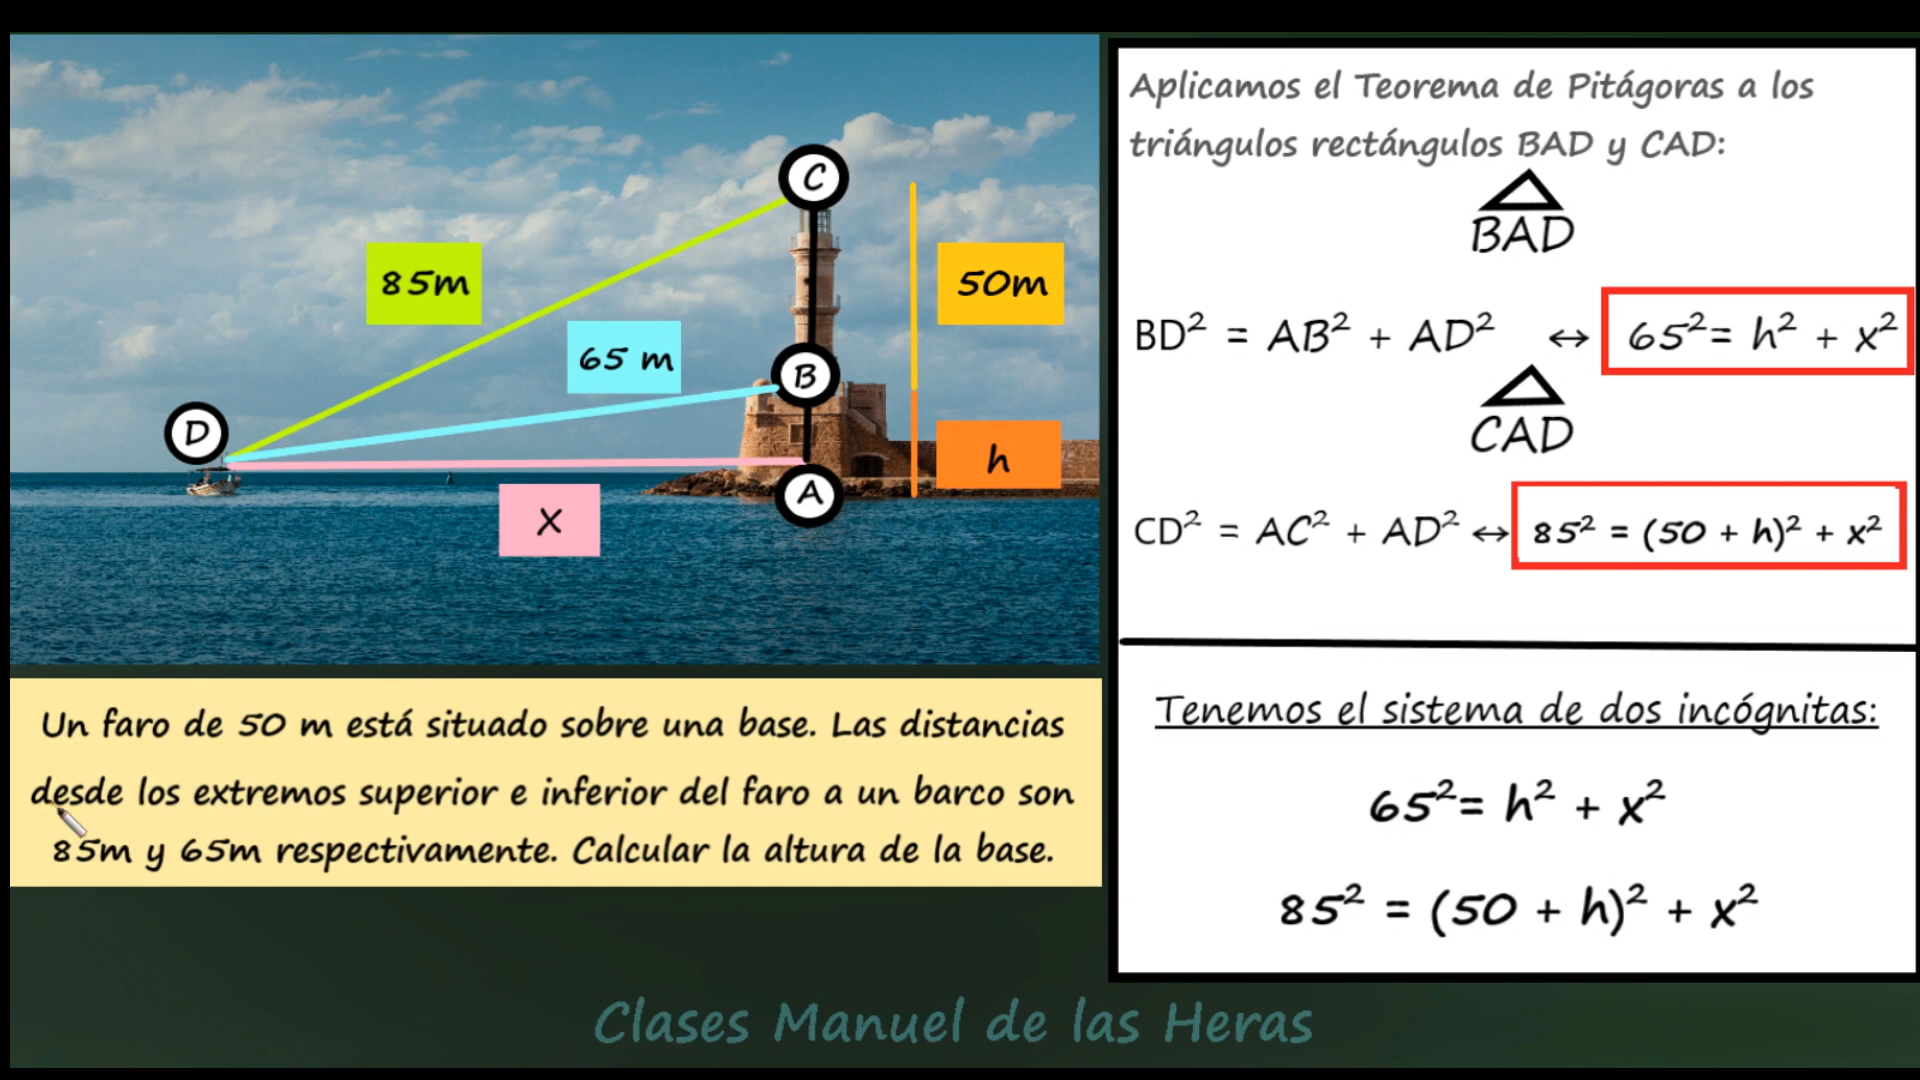 C
85m
50m
65 m
B
D
h
A
X
Un faro de 50 m está situado sobre una base. Las distancias
desde los extremos superior e inferior del faro a un barco son
85m y 65m respectivamente. Calcular la altura de la base.
Aplicamos el Teorema de Pitágoras a los
triángulos rectángulos BAD y CAD:
BAD
BD² = AB² + AD² ↔ 65²= h² + x²
CAD
CD² = AC² + AD² ↔ 85² = (50 + h)² + x²
Tenemos el sistema de dos incógnitas:
65²= h² + x²
85² = (50 + h)² + x²
Clases Manuel de las Heras